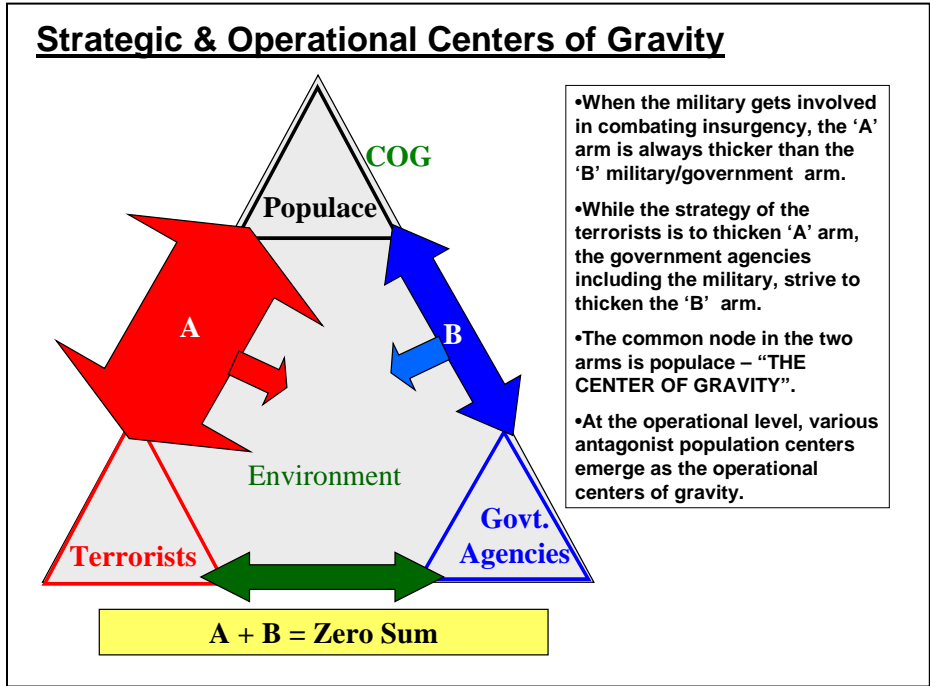 Strategic & Operational Centers of Gravity
COG
Populace
A
B
Environment
Terrorists
Govt.
Agencies
A + B = Zero Sum
•When the military gets involved
in combating insurgency, the ‘A’
arm is always thicker than the
‘B’ military/government arm.
•While the strategy of the
terrorists is to thicken ‘A’ arm,
the government agencies
including the military, strive to
thicken the ‘B’ arm.
•The common node in the two
arms is populace – “THE
CENTER OF GRAVITY”.
•At the operational level, various
antagonist population centers
emerge as the operational
centers of gravity.